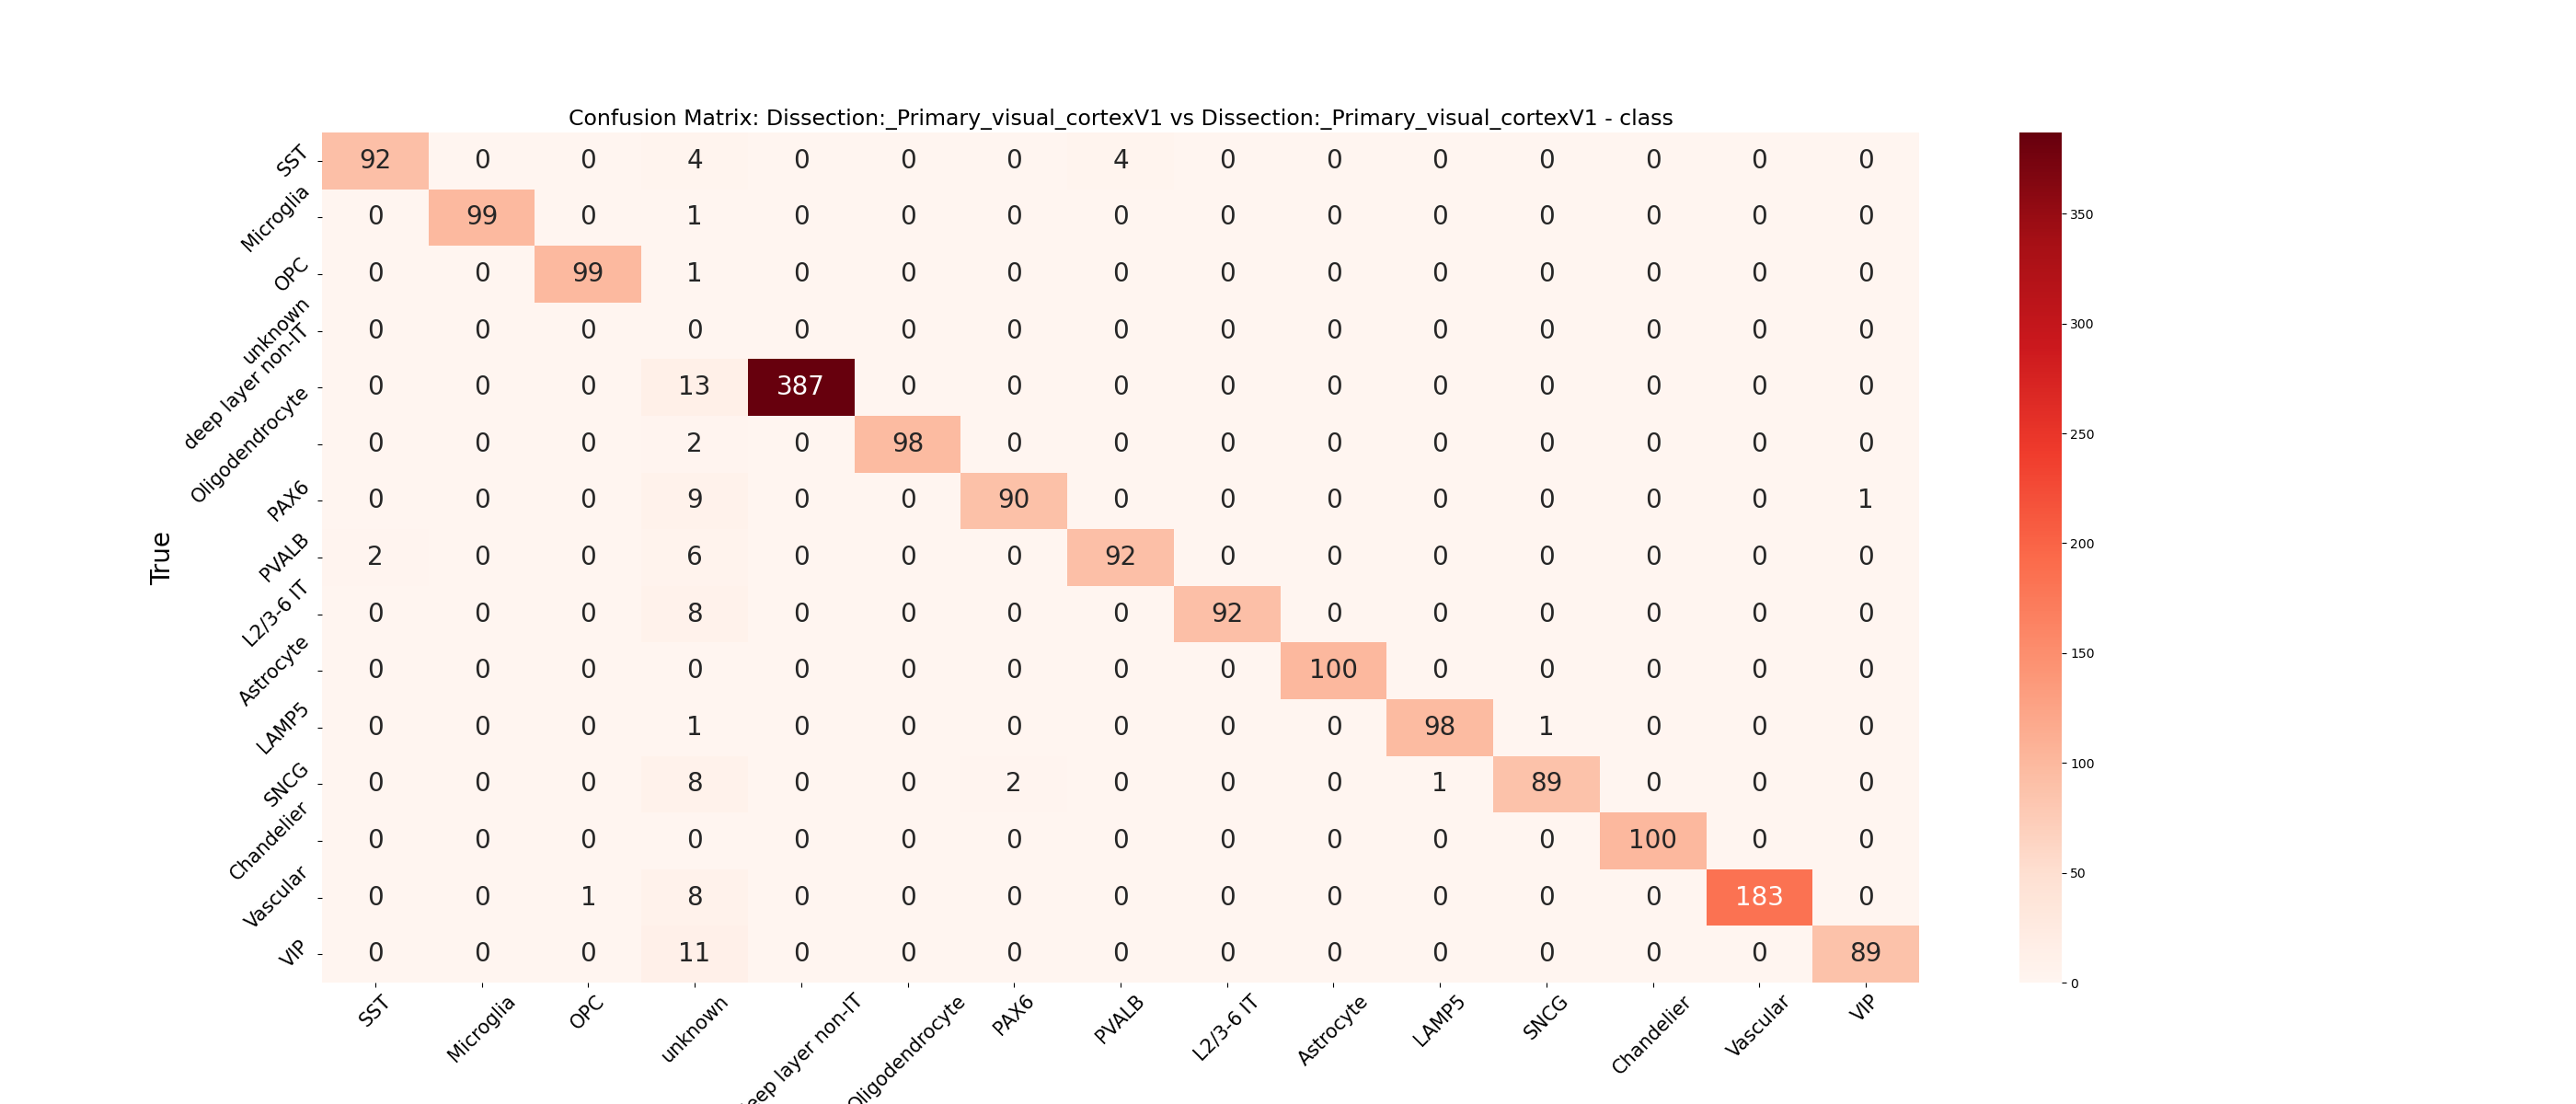 Confusion Matrix: Dissection:_Primary_visual_cortexV1 vs Dissection:_Primary_visual_cortexV1 - class
True
SST 92 0 0 4 0 0 0 4 0 0 0 0 0 0 0
Microglia 0 99 0 1 0 0 0 0 0 0 0 0 0 0 0
OPC 0 0 99 1 0 0 0 0 0 0 0 0 0 0 0
unknown 0 0 0 0 0 0 0 0 0 0 0 0 0 0 0
deep layer non-IT 0 0 0 13 387 0 0 0 0 0 0 0 0 0 0
Oligodendrocyte 0 0 0 2 0 98 0 0 0 0 0 0 0 0 0
PAX6 0 0 0 9 0 0 90 0 0 0 0 0 0 0 1
PVALB 2 0 0 6 0 0 0 92 0 0 0 0 0 0 0
L2/3-6 IT 0 0 0 8 0 0 0 0 92 0 0 0 0 0 0
Astrocyte 0 0 0 0 0 0 0 0 0 100 0 0 0 0 0
LAMP5 0 0 0 1 0 0 0 0 0 0 98 1 0 0 0
SNCG 0 0 0 8 0 0 2 0 0 0 1 89 0 0 0
Chandelier 0 0 0 0 0 0 0 0 0 0 0 0 100 0 0
Vascular 0 0 1 8 0 0 0 0 0 0 0 0 0 183 0
VIP 0 0 0 11 0 0 0 0 0 0 0 0 0 0 89
SST Microglia OPC unknown eep layer non-IT Oligodendrocyte PAX6 PVALB L2/3-6 IT Astrocyte LAMP5 SNCG Chandelier Vascular VIP
350
300
250
200
150
100
50
0